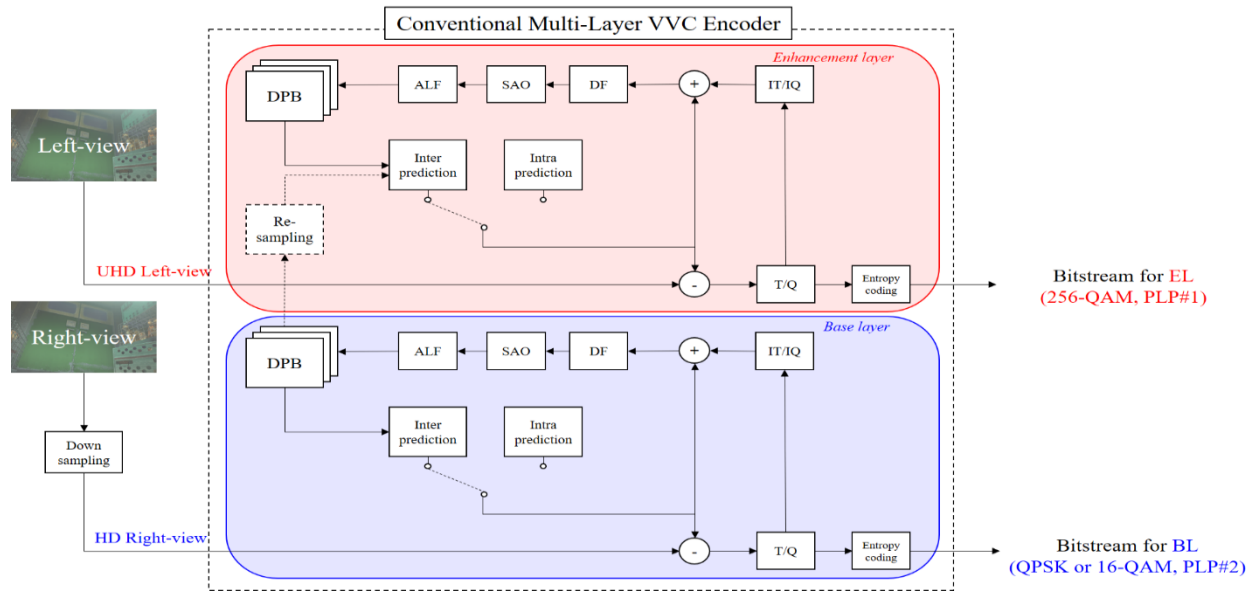 Conventional Multi-Layer VVC Encoder
Enhancement layer
DPB
ALF
SAO
DF
+
IT/IQ
Left-view
Inter
prediction
Intra
prediction
Re-
sampling
UHD Left-view
-
T/Q
Entropy
coding
Bitstream for EL
(256-QAM, PLP#1)
Right-view
Base layer
DPB
ALF
SAO
DF
+
IT/IQ
Inter
prediction
Intra
prediction
Down
sampling
HD Right-view
-
T/Q
Entropy
coding
Bitstream for BL
(QPSK or 16-QAM, PLP#2)